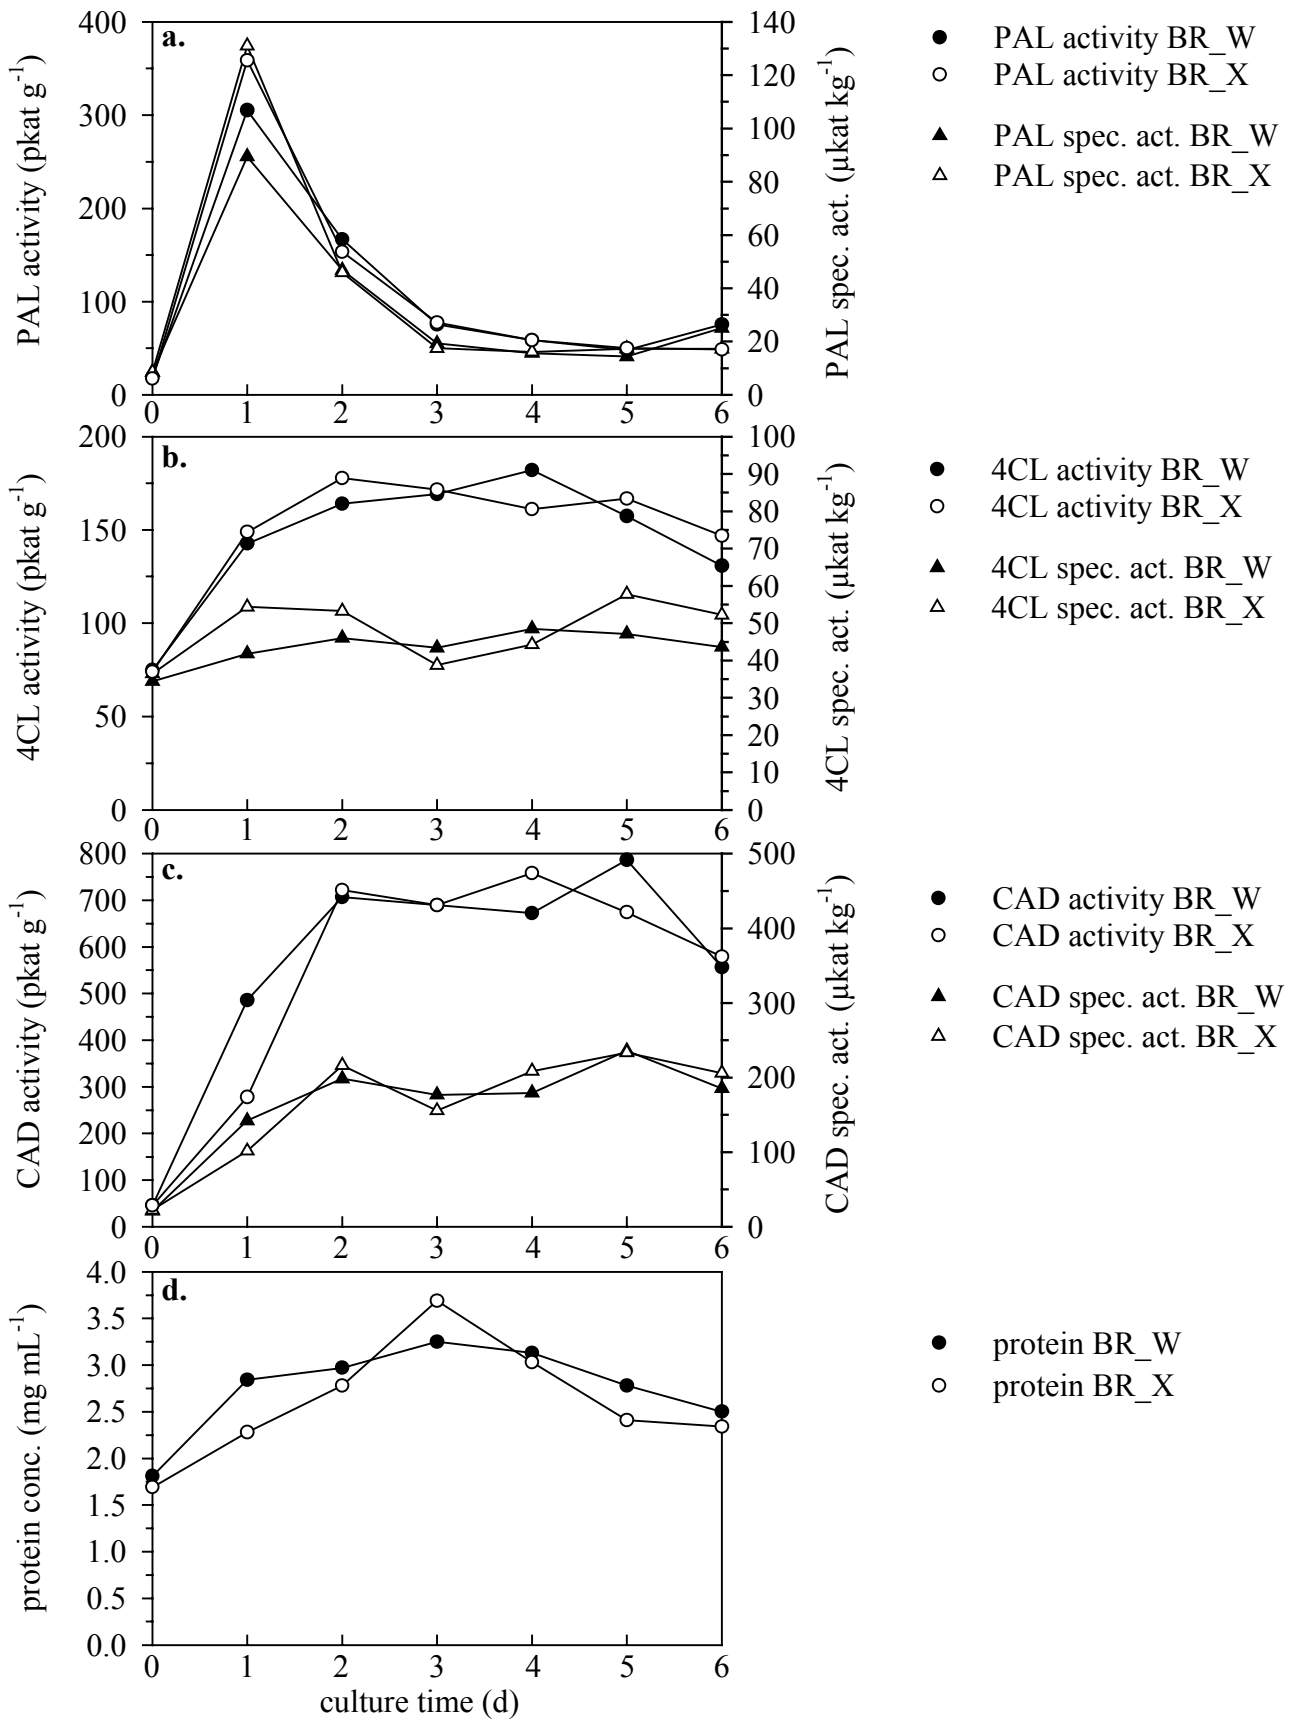 a.
PAL activity (pkat g-1)
400
300
200
100
0
PAL spec. act. (μkat kg-1)
140
120
100
80
60
40
20
0
0 1 2 3 4 5 6
PAL activity BR_W
PAL activity BR_X
PAL spec. act. BR_W
PAL spec. act. BR_X
b.
4CL activity (pkat g-1)
200
150
100
50
0
4CL spec. act. (μkat kg-1)
100
90
80
70
60
50
40
30
20
10
0
0 1 2 3 4 5 6
4CL activity BR_W
4CL activity BR_X
4CL spec. act. BR_W
4CL spec. act. BR_X
c.
CAD activity (pkat g-1)
800
700
600
500
400
300
200
100
0
CAD spec. act. (μkat kg-1)
500
400
300
200
100
0
0 1 2 3 4 5 6
CAD activity BR_W
CAD activity BR_X
CAD spec. act. BR_W
CAD spec. act. BR_X
d.
protein conc. (mg mL-1)
4.0
3.5
3.0
2.5
2.0
1.5
1.0
0.5
0.0
0 1 2 3 4 5 6
culture time (d)
protein BR_W
protein BR_X